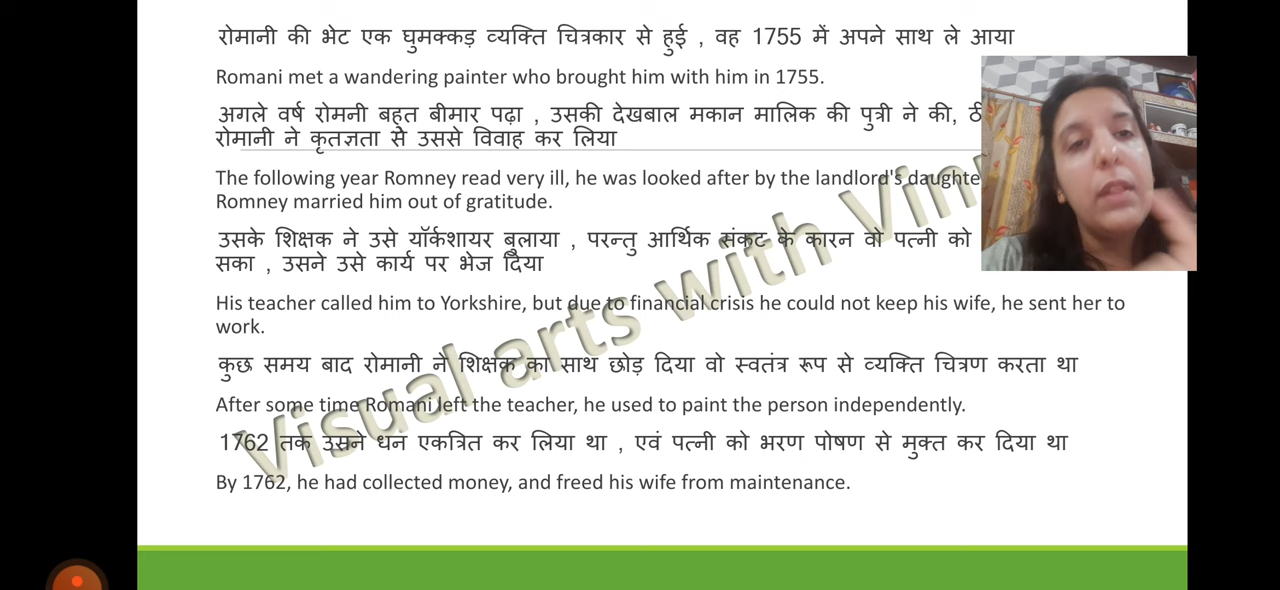 रोमानी की भेट एक घुमक्कड़ व्यक्ति चित्रकार से हुई , वह 1755 में अपने साथ ले आया
Romani met a wandering painter who brought him with him in 1755.
अगले वर्ष रोमनी बहुत बीमार पढ़ा , उसकी देखबाल मकान मालिक की पुत्री ने की,
रोमानी ने कृतज्ञता से उससे विवाह कर लिया
The following year Romney read very ill, he was looked after by the landlord's
Romney married him out of gratitude.
उसके शिक्षक ने उसे यॉर्कशायर बुलाया , परन्तु आर्थिक संकट के कारन वो पत्नी को
सका , उसने उसे कार्य पर भेज दिया
His teacher called him to Yorkshire, but due to financial crisis he could not keep his wife, he sent her to
work.
कुछ समय बाद रोमानी ने शिक्षक का साथ छोड़ दिया वो स्वतंत्र रूप से व्यक्ति चित्रण करता था
After some time Romani left the teacher, he used to paint the person independently.
1762 तक उसने धन एकत्रित कर लिया था , एवं पत्नी को भरण पोषण से मुक्त कर दिया था
By 1762, he had collected money, and freed his wife from maintenance.
Visual arts with